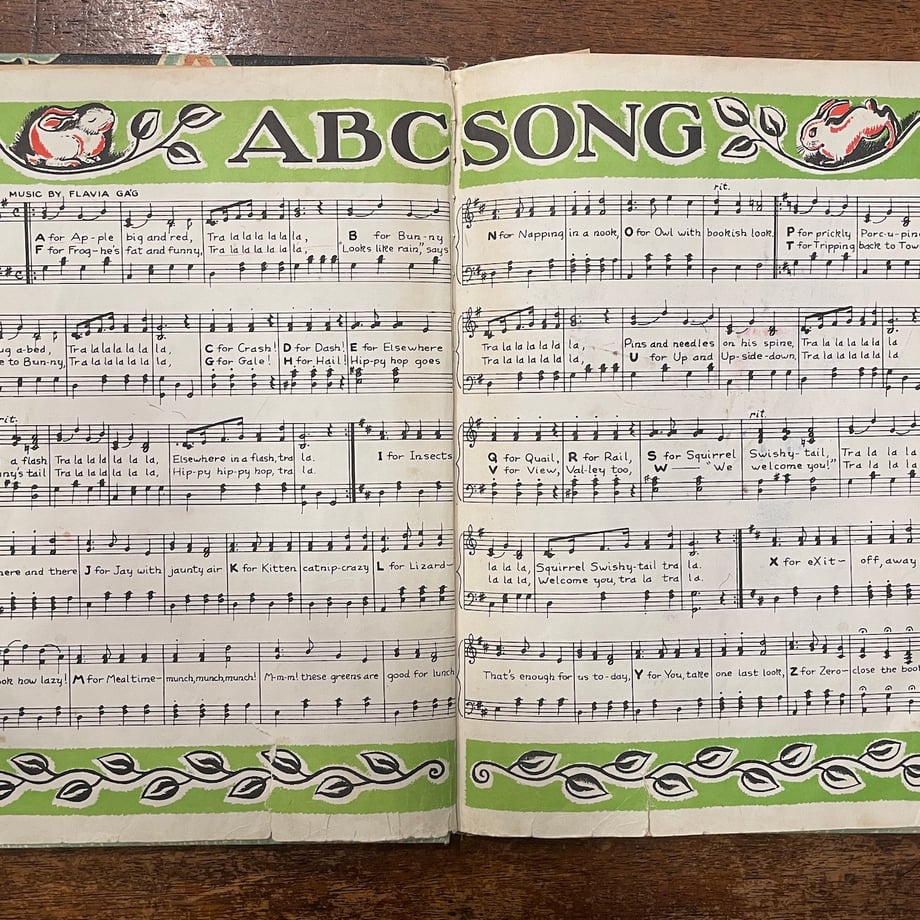 ABC SONG
MUSIC BY FLAVIA GÁG
A for Ap-ple big and red, Tra la la la la la la, B for Bun-ny
F for Frog-he's fat and funny, Tra la la la la la la, "Looks like rain," says
a-bed, Tra la la la la la la, C for Crash! D for Dash! E for Elsewhere
to Bun-ny, Tra la la la la la la, G for Gale! H for Hail! Hip-py hop goes
rit.
a flash Tra la la la la la la, Elsewhere in a flash, tra la. I for Insects
tail Tra la la la la la la, Hip-py hip-py hop, tra la.
and there J for Jay with jaunty air K for Kitten catnip-crazy L for Lizard-
how lazy! M for Mealtime- munch, munch, munch! M-m-m! these greens are good for lunch
rit.
N for Napping in a nook, O for Owl with bookish look. P for prickly Porc-u-pine
T for Tripping back to
Tra la la la la la la, Pins and needles on his spine, Tra la la la la la la
Tra la la la la la la, U for Up and Up-side-down, Tra la la la la la la
rit.
Q for Quail, R for Rail, S for Squirrel Swishy-tail, Tra la la la
V for View, Val-ley too, W — "We welcome you!" Tra la la la
la la la, Squirrel Swishy-tail tra la. X for eXit- off, away
la la la, Welcome you, tra la tra la.
That's enough for us to-day, Y for You, take one last look, Z for Zero- close the book